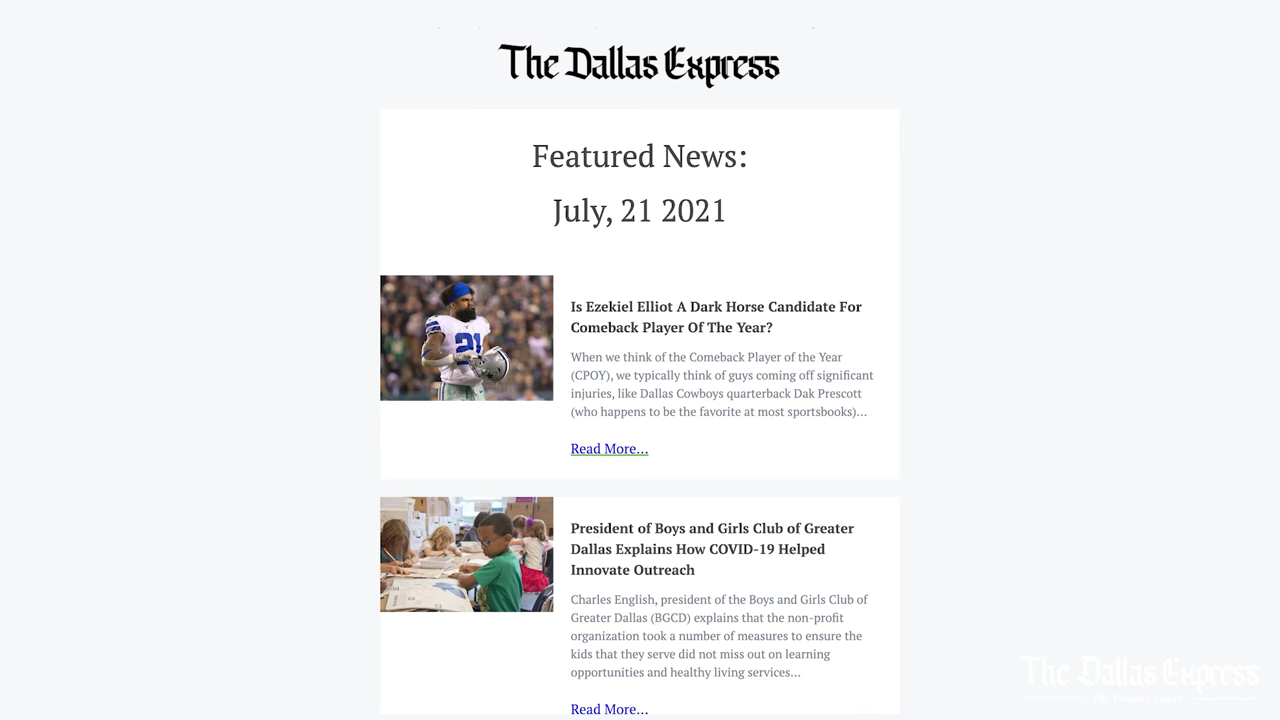 The Dallas Express
Featured News:
July, 21 2021
21
Is Ezekiel Elliot A Dark Horse Candidate For
Comeback Player Of The Year?
When we think of the Comeback Player of the Year
(CPOY), we typically think of guys coming off significant
injuries, like Dallas Cowboys quarterback Dak Prescott
(who happens to be the favorite at most sportsbooks)...
Read More...
President of Boys and Girls Club of Greater
Dallas Explains How COVID-19 Helped
Innovate Outreach
Charles English, president of the Boys and Girls Club of
Greater Dallas (BGCD) explains that the non-profit
organization took a number of measures to ensure the
kids that they serve did not miss out on learning
opportunities and healthy living services...
Read More...
The Dallas Express
The People's Paper